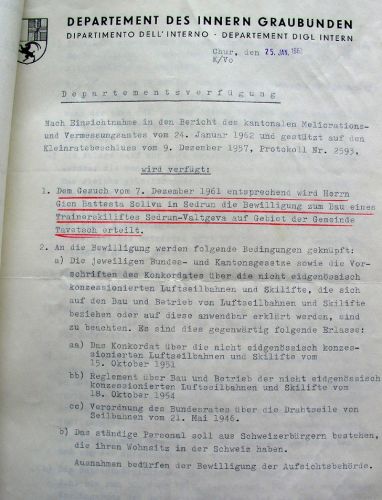 DEPARTEMENT DES INNERN GRAUBUNDEN
DIPARTIMENTO DELL'INTERNO - DEPARTEMENT DIGL INTERN
Chur, den 25. JAN. 1962
K/Vo
Departementsverfügung
Nach Einsichtnahme in den Bericht des kantonalen Meliorations-
und Vermessungsamtes vom 24. Januar 1962 und gestützt auf den
Kleinratsbeschluss vom 9. Dezember 1957, Protokoll Nr. 2593,
wird verfügt:
1. Dem Gesuch vom 7. Dezember 1961 entsprechend wird Herrn
Gion Battesta Soliva in Sedrun die Bewilligung zum Bau eines
Trainerskiliftes Sedrun-Valtgeva auf Gebiet der Gemeinde
Tavetsch erteilt.
2. An die Bewilligung werden folgende Bedingungen geknüpft:
a) Die jeweiligen Bundes- und Kantonsgesetze sowie die Vor-
schriften des Konkordates über die nicht eidgenössisch
konzessionierten Luftseilbahnen und Skilifte, die sich
auf den Bau und Betrieb von Luftseilbahnen und Skilifte
beziehen oder auf diese anwendbar erklärt werden, sind
zu beachten. Es sind dies gegenwärtig folgende Erlasse:
aa) Das Konkordat über die nicht eidgenössisch konzes-
sionierten Luftseilbahnen und Skilifte vom
15. Oktober 1951
bb) Reglement über Bau und Betrieb der nicht eidgenössisch
konzessionierten Luftseilbahnen und Skilifte vom
18. Oktober 1954
cc) Verordnung des Bundesrates über die Drahtseile von
Seilbahnen vom 21. Mai 1946.
b) Das ständige Personal soll aus Schweizerbürgern bestehen,
die ihren Wohnsitz in der Schweiz haben.
Ausnahmen bedürfen der Bewilligung der Aufsichtsbehörde.